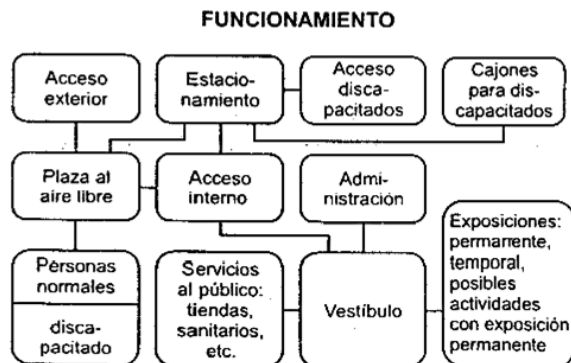 FUNCIONAMIENTO
Acceso
exterior
Estacio-
namiento
Acceso
disca-
pacitados
Cajones
para dis-
capacitados
Plaza al
aire libre
Acceso
interno
Admi-
nistración
Personas
normales
disca-
pacitado
Servicios
al público:
tiendas,
sanitarios,
etc.
Vestíbulo
Exposiciones:
permanente,
temporal,
posibles
actividades
con exposición
permanente